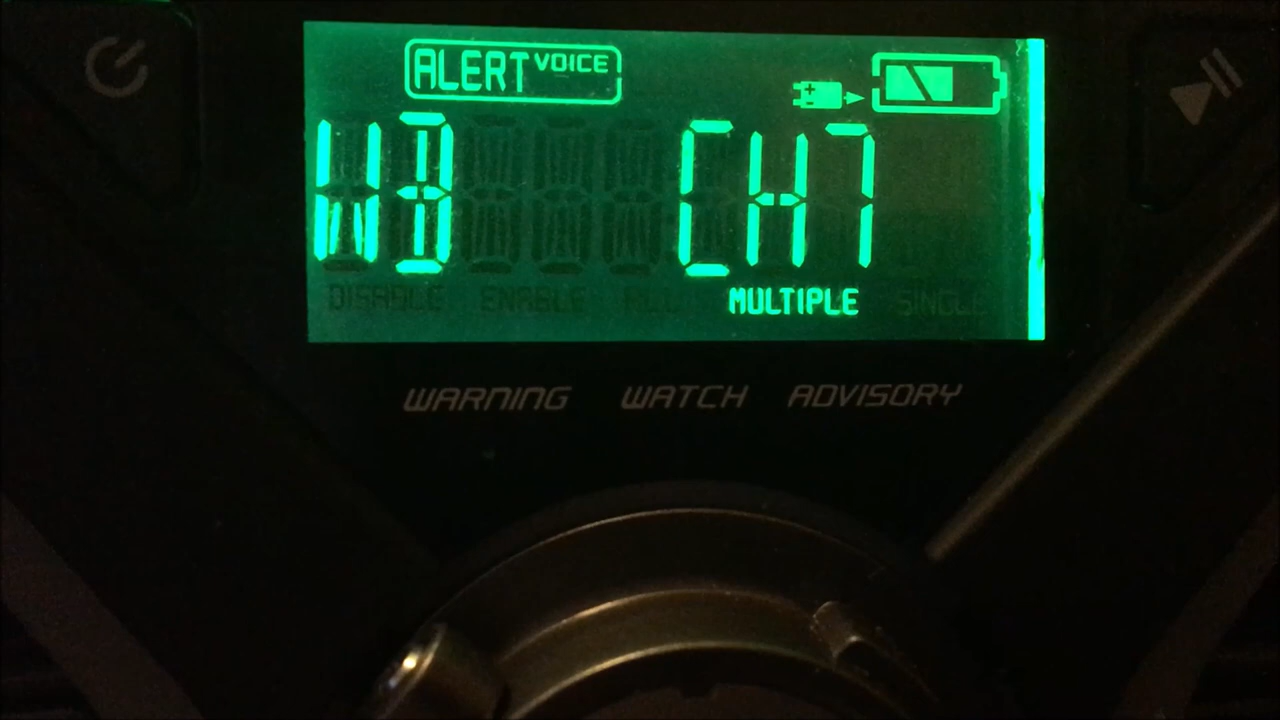 ALERT VOICE
WB CH7
DISABLE ENABLE ALL MULTIPLE SINGLE
WARNING WATCH ADVISORY